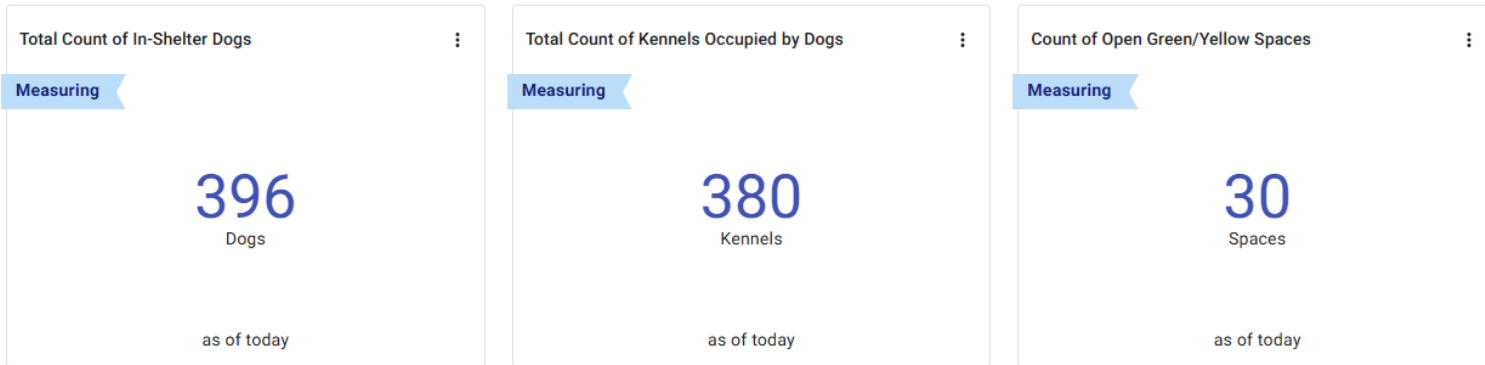 Total Count of In-Shelter Dogs
Measuring
396
Dogs
as of today
Total Count of Kennels Occupied by Dogs
Measuring
380
Kennels
as of today
Count of Open Green/Yellow Spaces
Measuring
30
Spaces
as of today